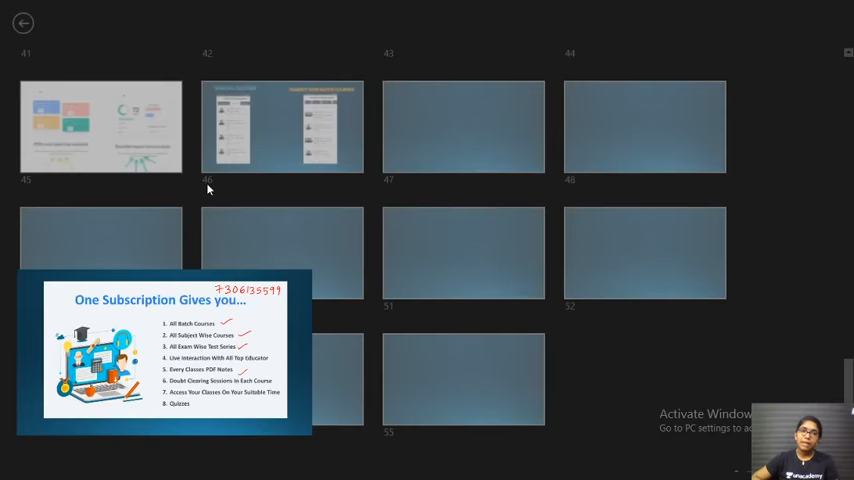 41
42
43
44
45
46
47
48
51
52
55
7306135599
One Subscription Gives you...
1. All Batch Courses
2. All Subject Wise Courses
3. All Exam Wise Test Series
4. Live Interaction With All Top Educator
5. Every Classes PDF Notes
6. Doubt Clearing Sessions In Each Course
7. Access Your Classes On Your Suitable Time
8. Quizzes
Activate Window
Go to PC settings to ac
unacademy